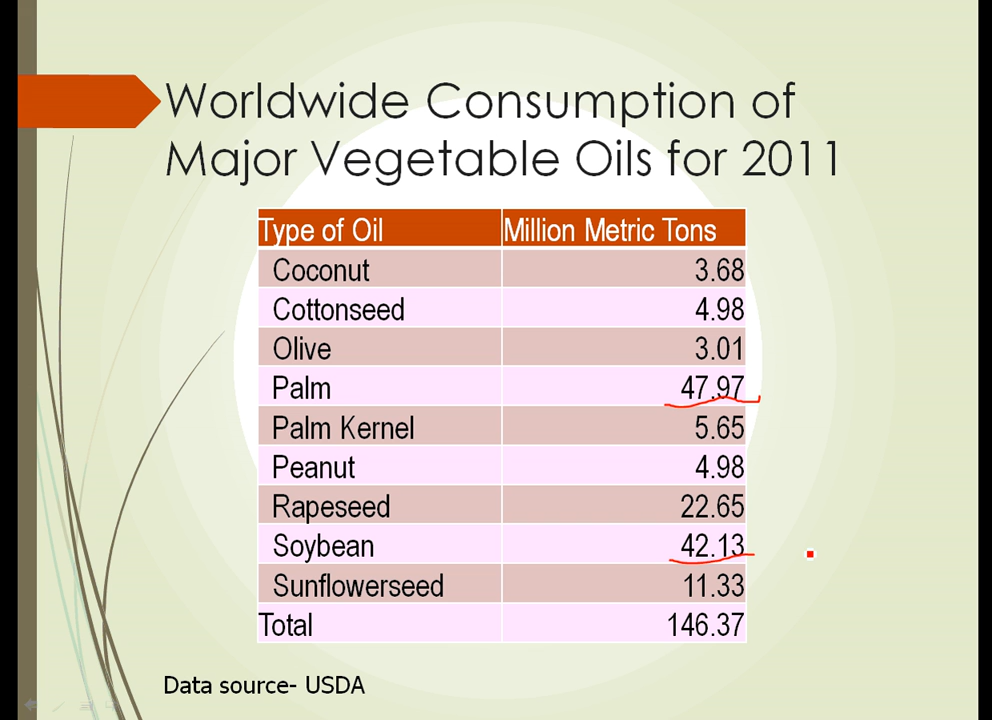 Worldwide Consumption of
Major Vegetable Oils for 2011
Type of Oil Million Metric Tons
Coconut 3.68
Cottonseed 4.98
Olive 3.01
Palm 47.97
Palm Kernel 5.65
Peanut 4.98
Rapeseed 22.65
Soybean 42.13
Sunflowerseed 11.33
Total 146.37
Data source- USDA